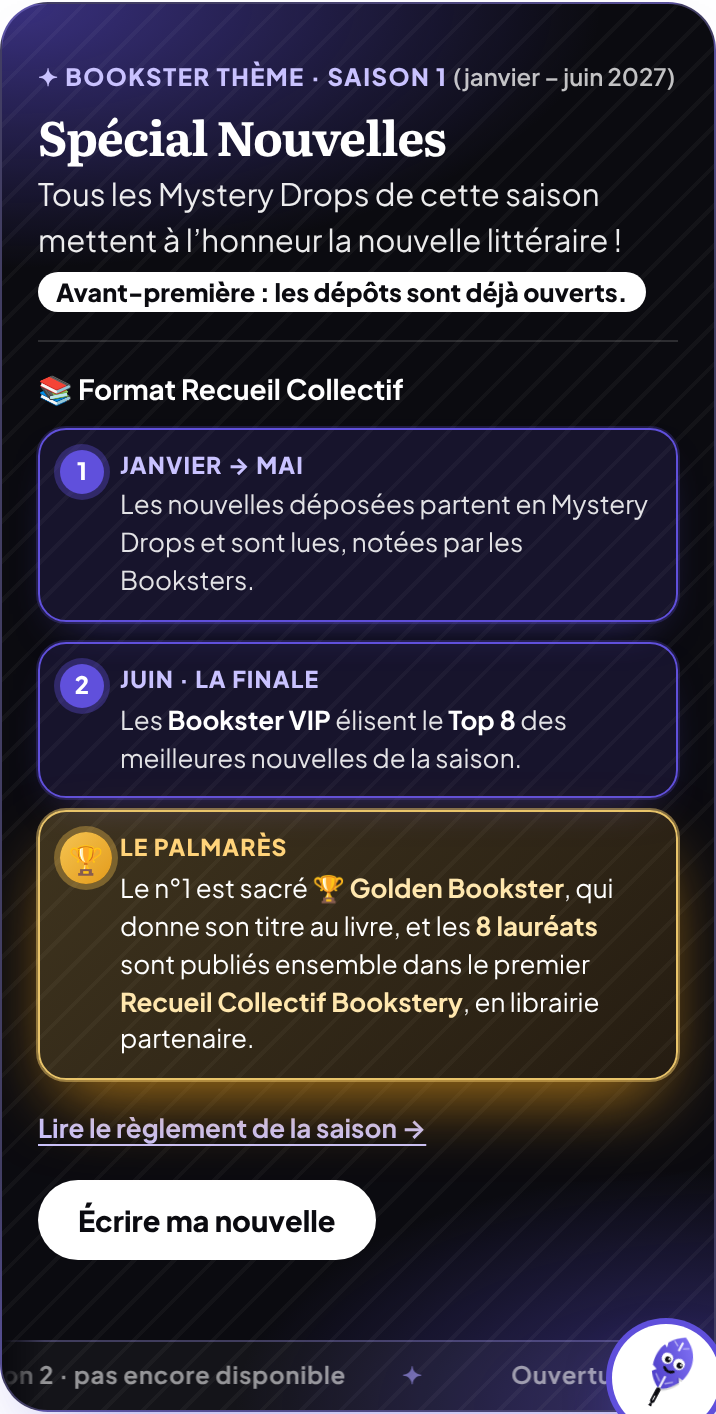 ✦ BOOKSTER THÈME · SAISON 1 (janvier – juin 2027)
Spécial Nouvelles
Tous les Mystery Drops de cette saison
mettent à l’honneur la nouvelle littéraire !
Avant-première : les dépôts sont déjà ouverts.
📚 Format Recueil Collectif
1
JANVIER → MAI
Les nouvelles déposées partent en Mystery
Drops et sont lues, notées par les
Booksters.
2
JUIN · LA FINALE
Les Bookster VIP élisent le Top 8 des
meilleures nouvelles de la saison.
🏆 LE PALMARÈS
Le n°1 est sacré 🏆 Golden Bookster, qui
donne son titre au livre, et les 8 lauréats
sont publiés ensemble dans le premier
Recueil Collectif Bookstery, en librairie
partenaire.
Lire le règlement de la saison →
Écrire ma nouvelle
on 2 · pas encore disponible ✦ Ouvertu